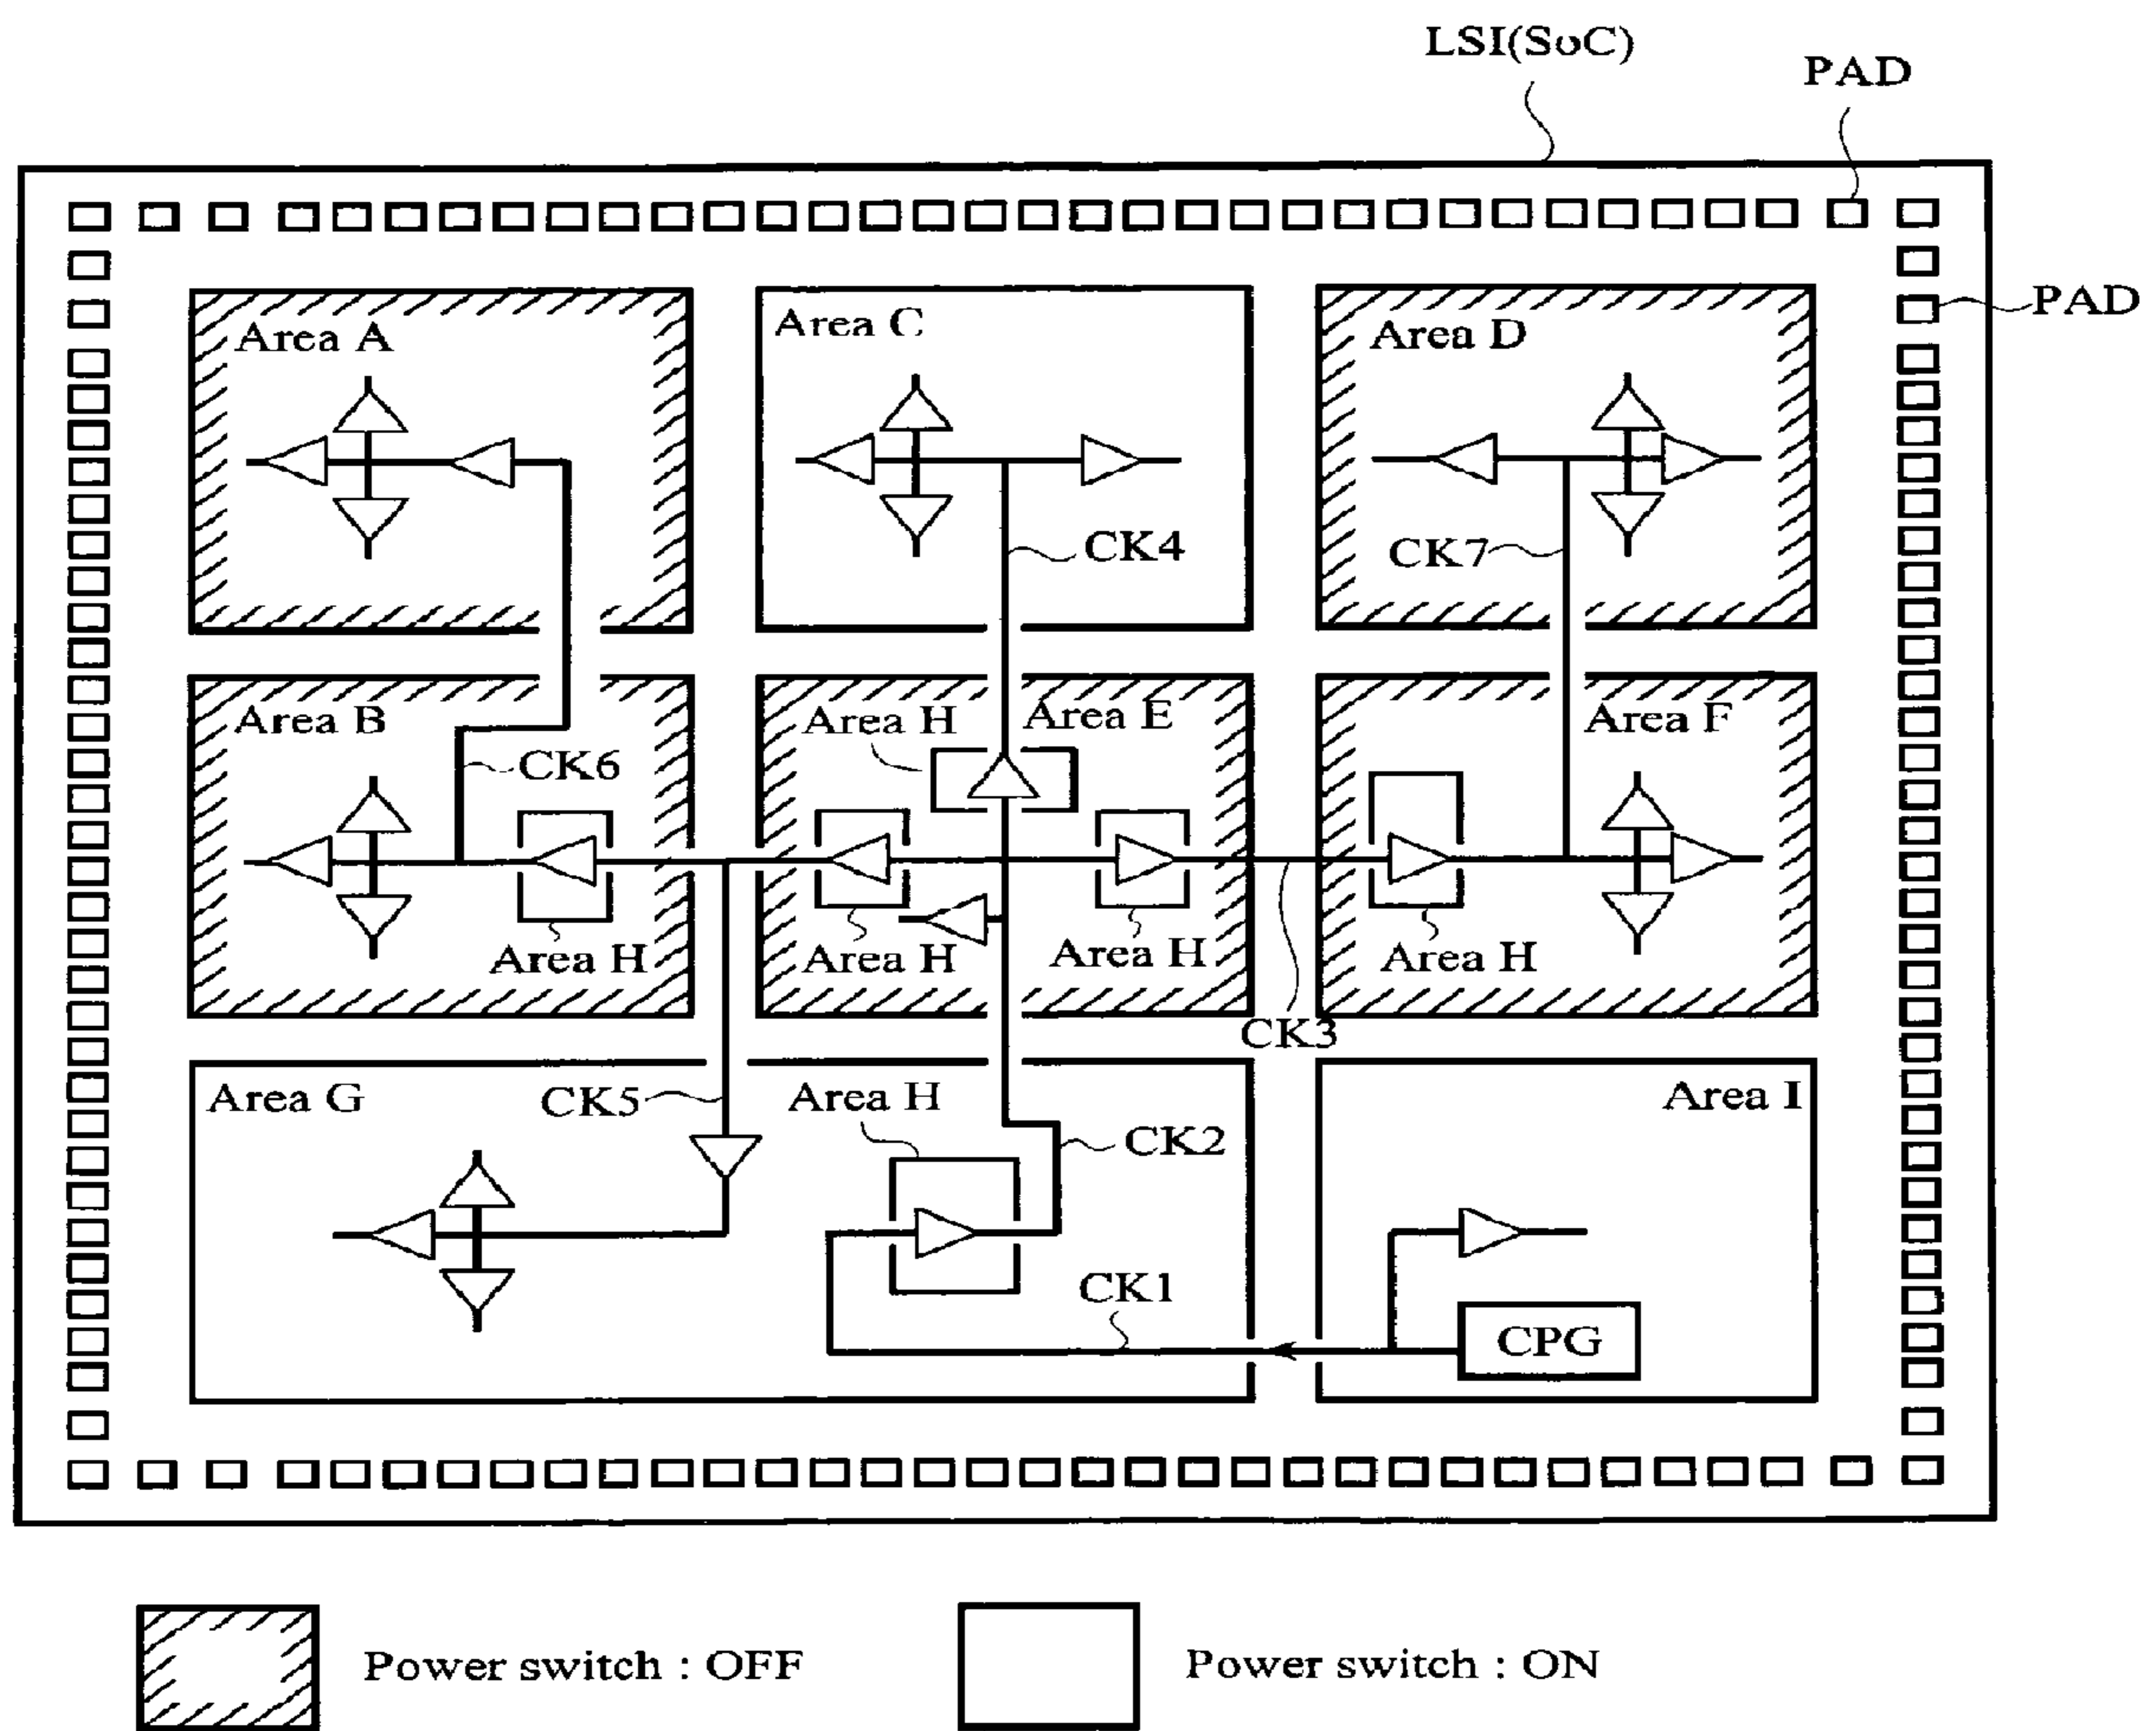 LSI(SoC)
PAD
PAD
Area A
Area C
Area D
CK4
CK7
Area B
Area H
Area E
Area F
CK6
Area H
Area H
Area H
Area H
CK3
Area G
CK5
Area H
CK2
Area I
CK1
CPG
Power switch : OFF
Power switch : ON